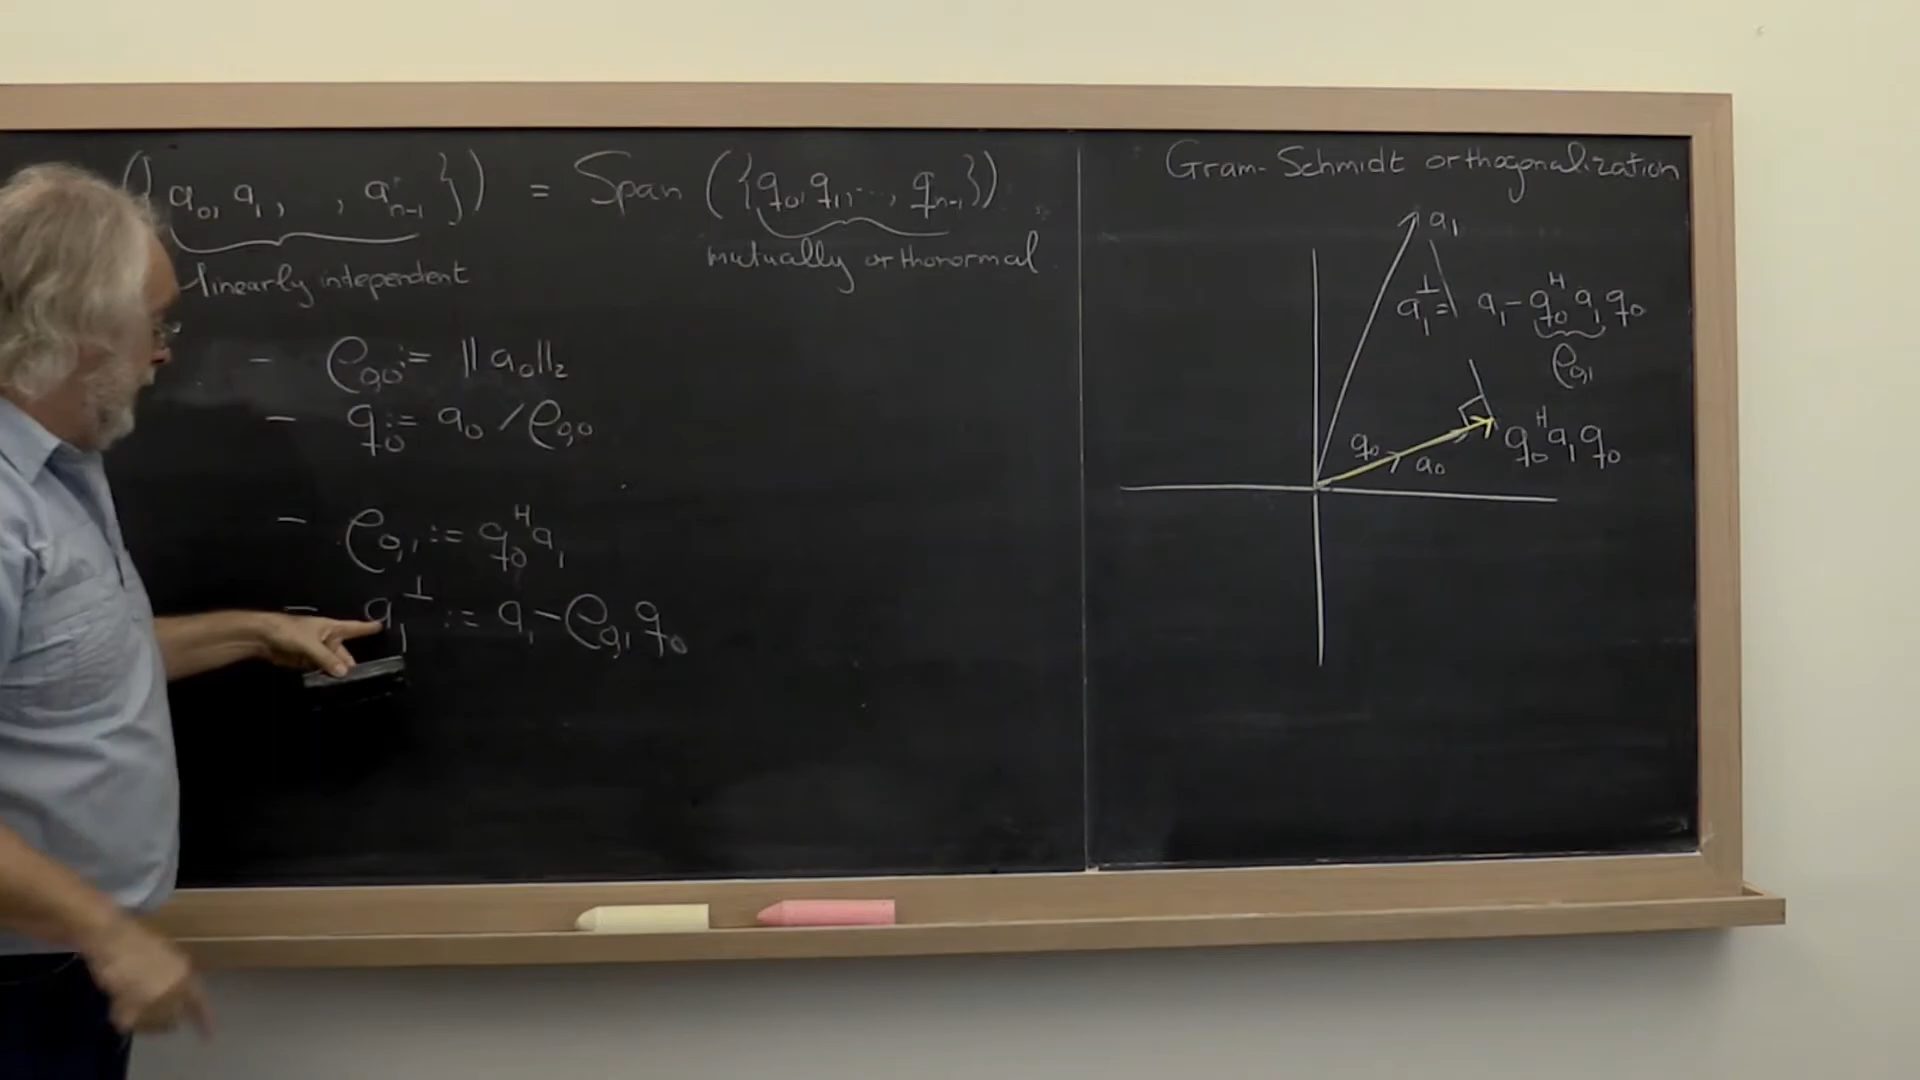 ({a₀, a₁, , aₙ₋₁}) = Span ({q₀, q₁, ..., qₙ₋₁})
linearly independent
mutually orthonormal
- ρ₀,₀ := ‖a₀‖₂
- q₀ := a₀ / ρ₀,₀
- ρ₀,₁ := q₀ᴴ a₁
- a₁^⊥ := a₁ - ρ₀,₁ q₀
Gram-Schmidt orthogonalization
a₁
a₁^⊥ = a₁ - q₀ᴴ a₁ q₀
ρ₀,₁
q₀
a₀
q₀ᴴ a₁ q₀